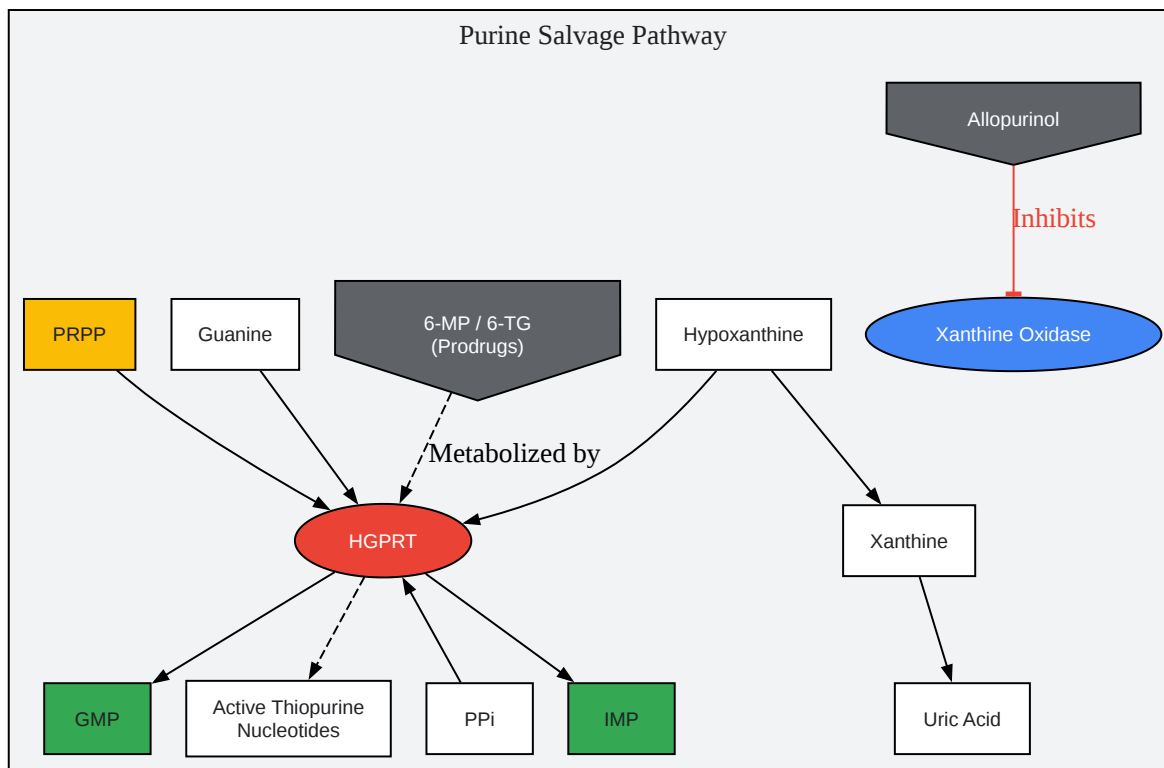 Purine Salvage Pathway
Allopurinol
Inhibits
PRPP
Guanine
6-MP / 6-TG
(Prodrugs)
Hypoxanthine
Xanthine Oxidase
Metabolized by
HGPRT
Xanthine
GMP
Active Thiopurine
Nucleotides
PPi
IMP
Uric Acid